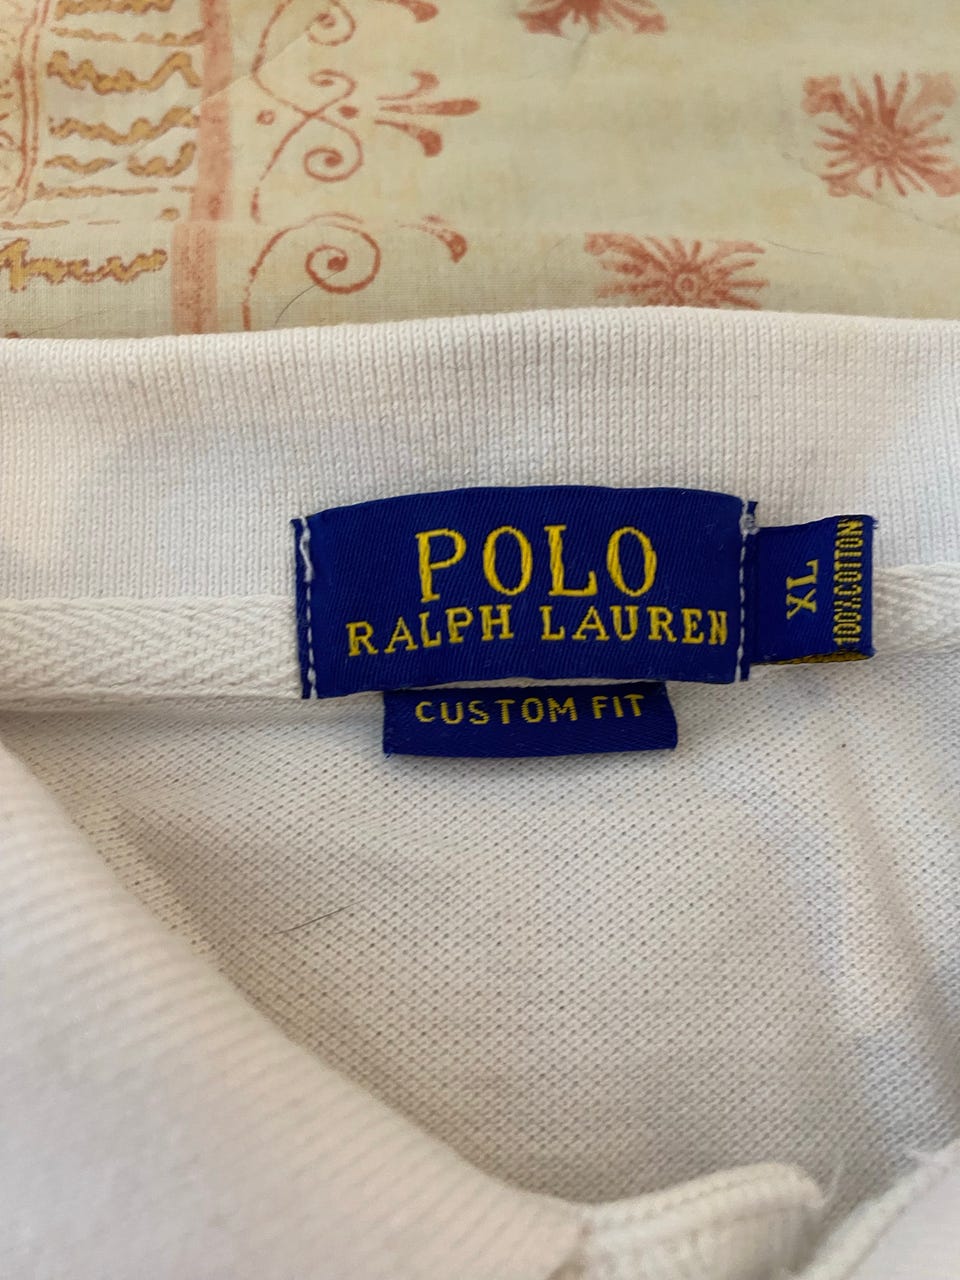 POLO
RALPH LAUREN
CUSTOM FIT
XL
100% COTTON